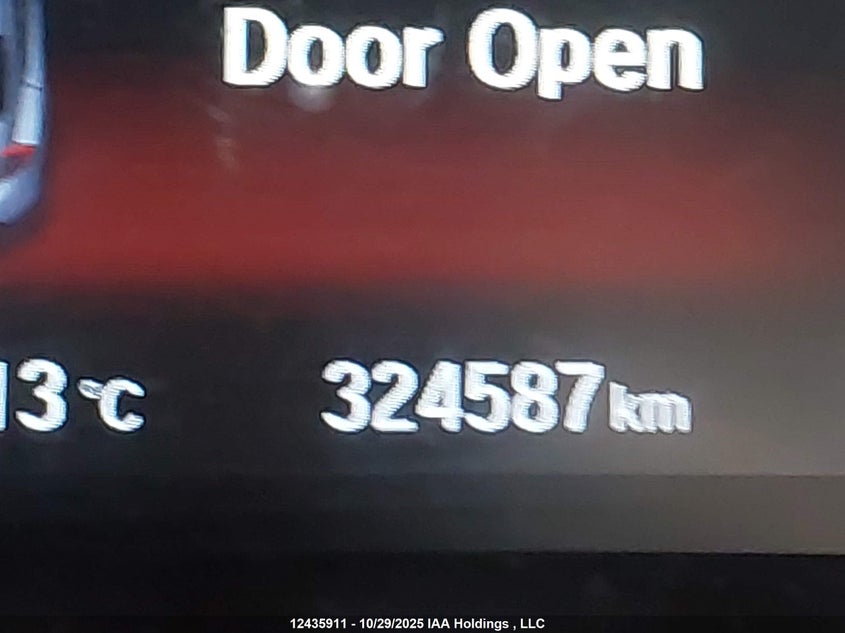 Door Open
13°C
324587 km
12435911 - 10/29/2025 IAA Holdings , LLC